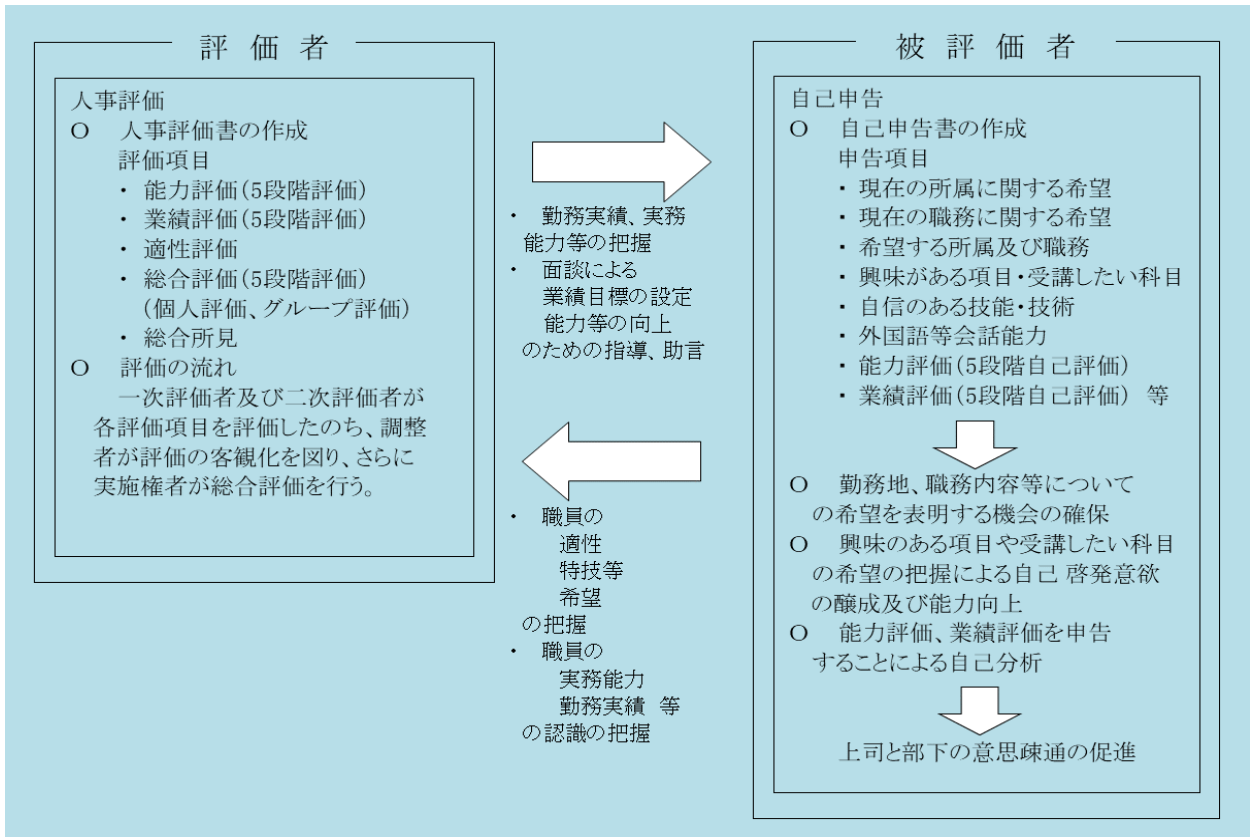 評価者
人事評価
○　人事評価書の作成
評価項目
・ 能力評価(5段階評価)
・ 業績評価(5段階評価)
・ 適性評価
・ 総合評価(5段階評価)
(個人評価、グループ評価)
・ 総合所見
○　評価の流れ
一次評価者及び二次評価者が
各評価項目を評価したのち、調整
者が評価の客観化を図り、さらに
実施権者が総合評価を行う。
・　勤務実績、実務
能力等の把握
・　面談による
業績目標の設定
能力等の向上
のための指導、助言
・　職員の
適性
特技等
希望
の把握
・　職員の
実務能力
勤務実績　等
の認識の把握
被評価者
自己申告
○　自己申告書の作成
申告項目
・ 現在の所属に関する希望
・ 現在の職務に関する希望
・ 希望する所属及び職務
・ 興味がある項目・受講したい科目
・ 自信のある技能・技術
・ 外国語等会話能力
・ 能力評価(5段階自己評価)
・ 業績評価(5段階自己評価)　等
○　勤務地、職務内容等について
の希望を表明する機会の確保
○　興味のある項目や受講したい科目
の希望の把握による自己 啓発意欲
の醸成及び能力向上
○　能力評価、業績評価を申告
することによる自己分析
上司と部下の意思疎通の促進